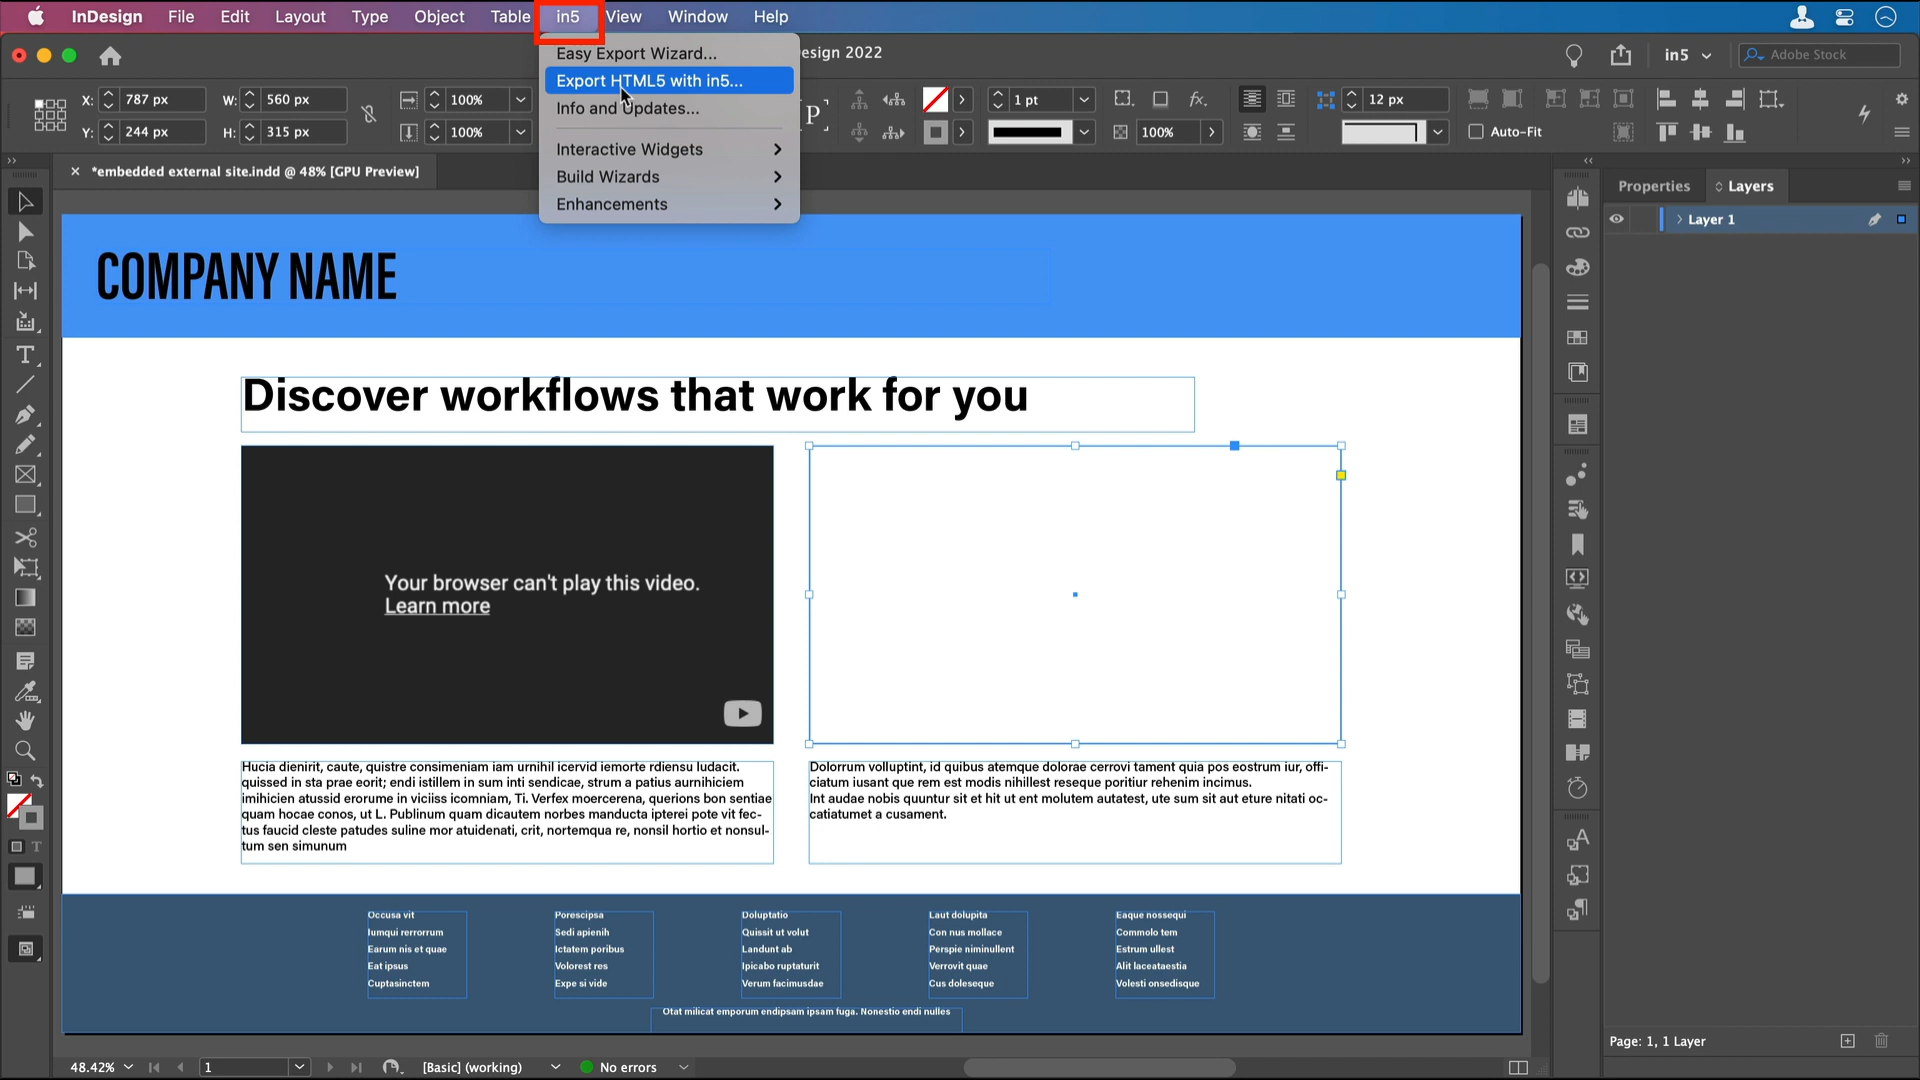 InDesign File Edit Layout Type Object Table in5 View Window Help
Easy Export Wizard...
esign 2022
in5
Adobe Stock
Export HTML5 with in5...
Info and Updates...
Interactive Widgets
Build Wizards
Enhancements
X: 787 px W: 560 px 100% 1 pt fx. 12 px
Y: 244 px H: 315 px 100% P 100% Auto-Fit
*embedded external site.indd @ 48% [GPU Preview]
Properties Layers
Layer 1
COMPANY NAME
Discover workflows that work for you
Your browser can't play this video.
Learn more
Hucia dienirit, caute, quistre consimeniam iam urnihil icervid iemorte rdiensu ludacit.
quissed in sta prae eorit; endi istillem in sum inti sendicae, strum a patius aurnihiciem
imihicien atussid erorume in viciiss icomniam, Ti. Verfex moercerena, querions bon sentiae
quam hocae conos, ut L. Publinum quam dicautem norbes manducta ipterei pote vit fec-
tus faucid cleste patudes suline mor atuidenati, crit, nortemqua re, nonsil hortio et nonsul-
tum sen simunum
Dolorrum volluptint, id quibus atemque dolorae cerrovi tament quia pos eostrum iur, offi-
ciatum iusant que rem est modis nihillest reseque poritiur rehenim incimus.
Int audae nobis quuntur sit et hit ut ent molutem autatest, ute sum sit aut eture nitati oc-
catiatumet a cusament.
Occusa vit
Iumqui rerrorrum
Earum nis et quae
Eat ipsus
Cuptasinctem
Porescipsa
Sedi apienih
Ictatem poribus
Volorest res
Expe si vide
Doluptatio
Quissit ut volut
Landunt ab
Ipicabo ruptaturit
Verum facimusdae
Laut dolupita
Con nus mollace
Perspie niminullent
Verrovit quae
Cus doleseque
Eaque nossequi
Commolo tem
Estrum ullest
Alit laceataestia
Volesti onsedisque
Otat milicat emporum endipsam ipsam fuga. Nonestio endi nulles
Page: 1, 1 Layer
48.42% 1 [Basic] (working) No errors